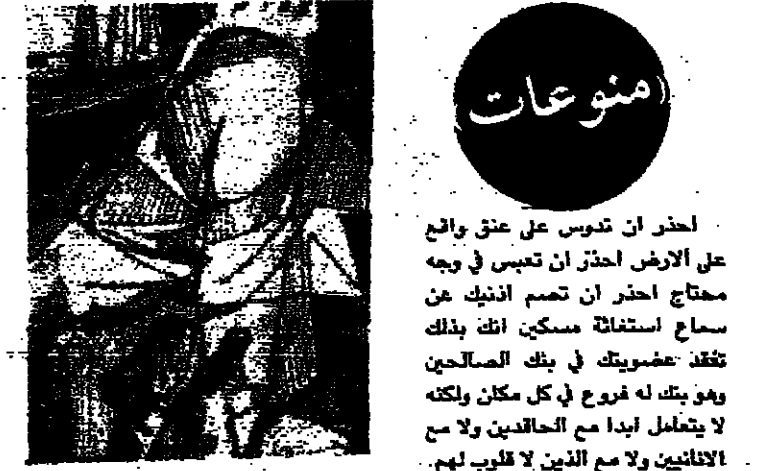 (منوعات)
احذر ان تدوس على عنق واقع
على الارض احذر ان تعبس في وجه
محتاج احذر ان تصم اذنيك عن
سماع استغاثة مسكين انك بذلك
تفقد عضويتك في بنك الصالحين
وهو بنك له فروع في كل مكان ولكنه
لا يتعامل ابدا مع الحاقدين ولا مع
الانانيين ولا مع الذين لا قلوب لهم.